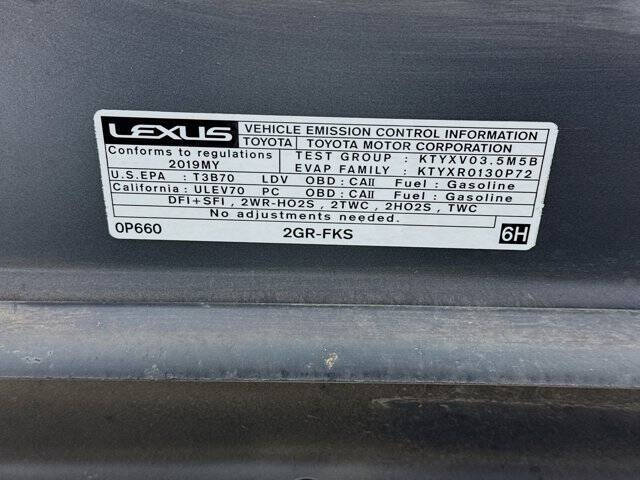 LEXUS VEHICLE EMISSION CONTROL INFORMATION
TOYOTA TOYOTA MOTOR CORPORATION
Conforms to regulations TEST GROUP : KTYXV03.5M5B
2019MY EVAP FAMILY : KTYXR0130P72
U.S.EPA : T3B70 LDV OBD : CAII Fuel : Gasoline
California : ULEV70 PC OBD : CAII Fuel : Gasoline
DFI+SFI , 2WR-HO2S , 2TWC , 2HO2S , TWC
No adjustments needed.
0P660 2GR-FKS 6H